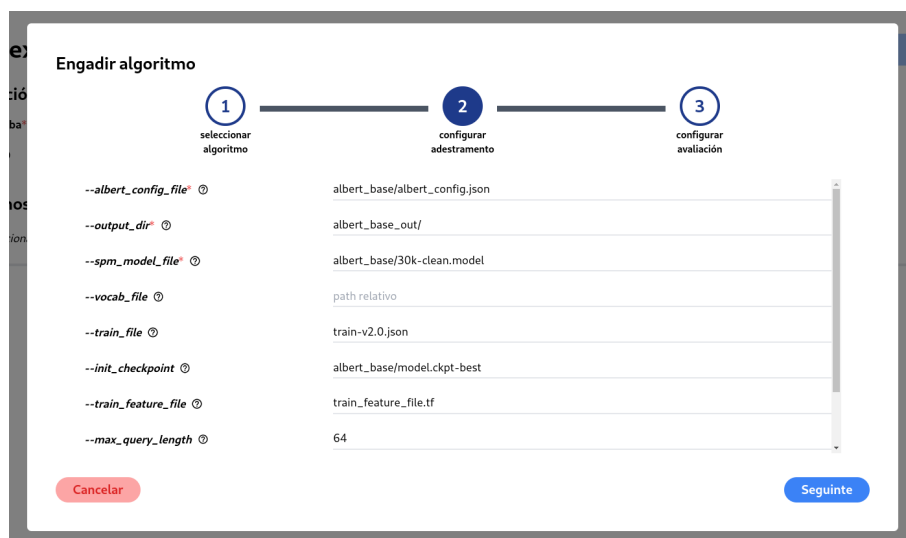 Engadir algoritmo
1
2
3
seleccionar
algoritmo
configurar
adestramento
configurar
avaliación
--albert_config_file*
albert_base/albert_config.json
--output_dir*
albert_base_out/
--spm_model_file*
albert_base/30k-clean.model
--vocab_file
path relativo
--train_file
train-v2.0.json
--init_checkpoint
albert_base/model.ckpt-best
--train_feature_file
train_feature_file.tf
--max_query_length
64
Cancelar
Seguinte